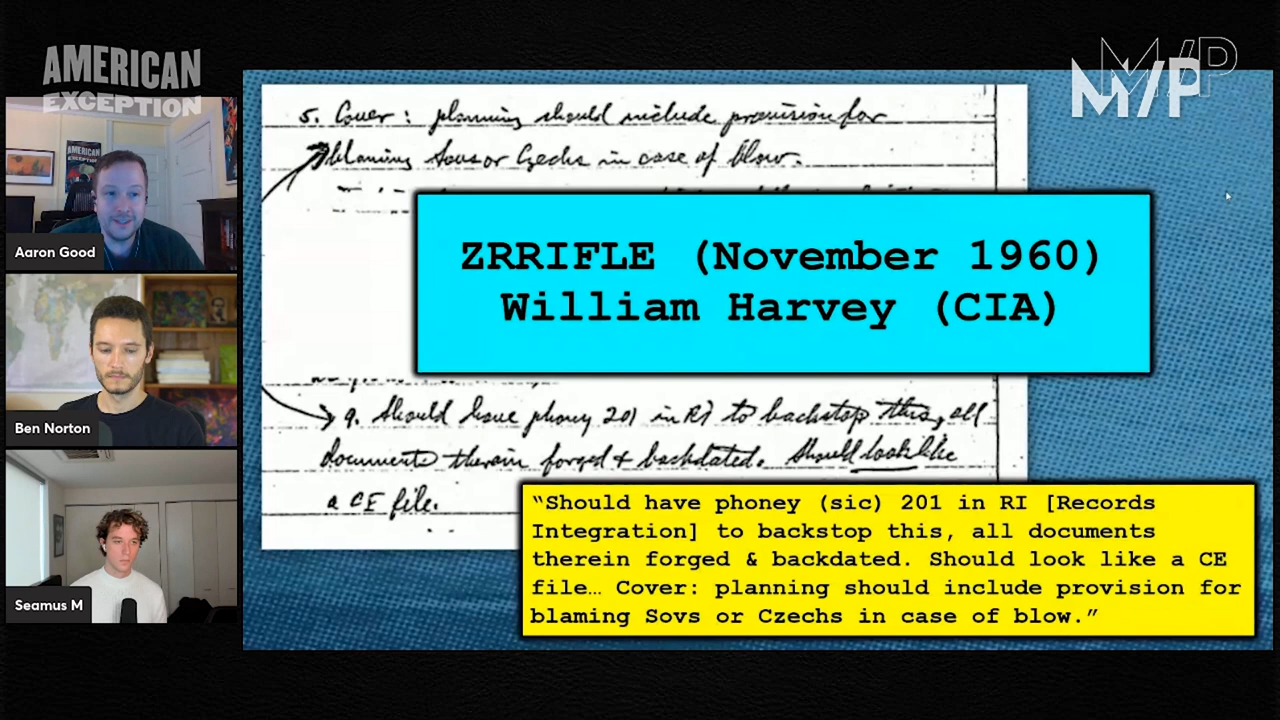 AMERICAN
EXCEPTION
M/P
M/P
Aaron Good
Ben Norton
Seamus M
5. Cover: planning should include provision for
blaming Sovs or Czechs in case of blow.
ZRRIFLE (November 1960)
William Harvey (CIA)
9. Should have phony 201 in RI to backstop this, all
documents therein forged & backdated. Should look like
a CE file.
“Should have phoney (sic) 201 in RI [Records
Integration] to backstop this, all documents
therein forged & backdated. Should look like a CE
file… Cover: planning should include provision for
blaming Sovs or Czechs in case of blow.”